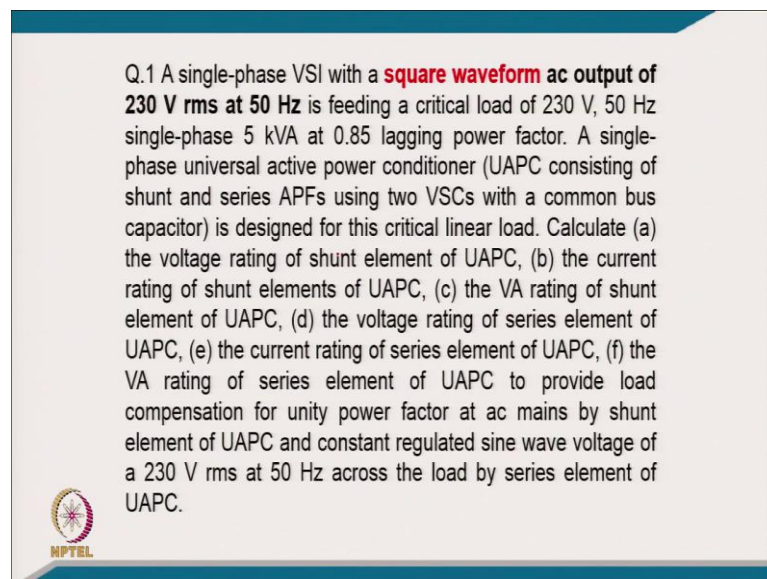 Q.1 A single-phase VSI with a square waveform ac output of
230 V rms at 50 Hz is feeding a critical load of 230 V, 50 Hz
single-phase 5 kVA at 0.85 lagging power factor. A single-
phase universal active power conditioner (UAPC consisting of
shunt and series APFs using two VSCs with a common bus
capacitor) is designed for this critical linear load. Calculate (a)
the voltage rating of shunt element of UAPC, (b) the current
rating of shunt elements of UAPC, (c) the VA rating of shunt
element of UAPC, (d) the voltage rating of series element of
UAPC, (e) the current rating of series element of UAPC, (f) the
VA rating of series element of UAPC to provide load
compensation for unity power factor at ac mains by shunt
element of UAPC and constant regulated sine wave voltage of
a 230 V rms at 50 Hz across the load by series element of
UAPC.
NPTEL